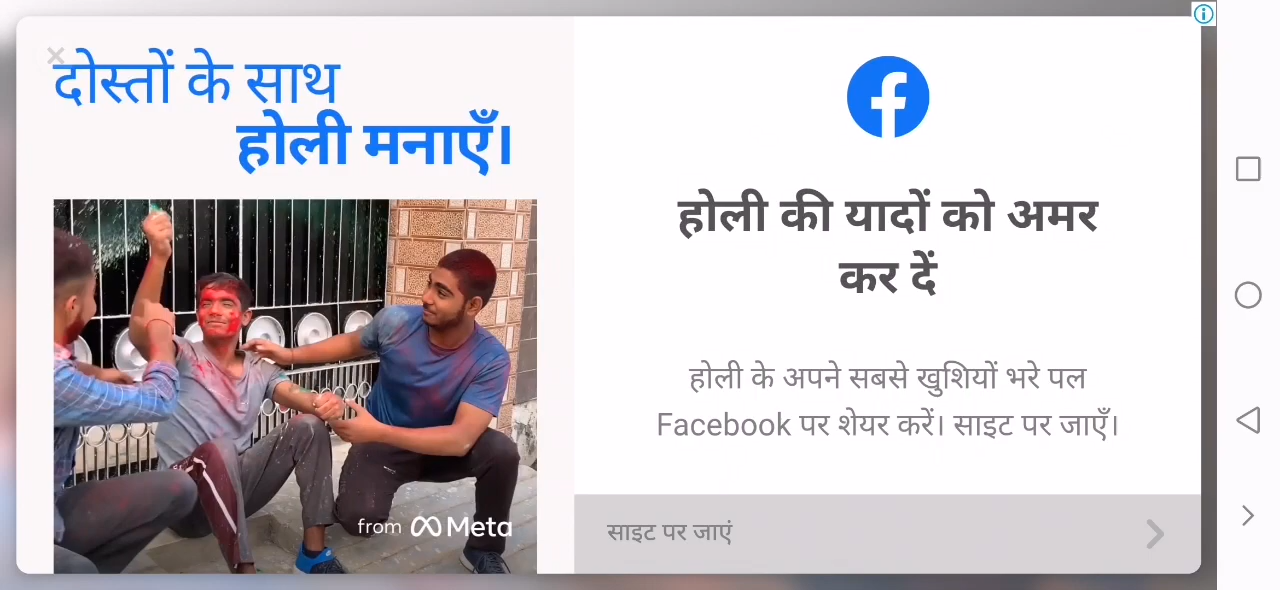 दोस्तों के साथ
होली मनाएँ।
from Meta
होली की यादों को अमर
कर दें
होली के अपने सबसे खुशियों भरे पल
Facebook पर शेयर करें। साइट पर जाएँ।
साइट पर जाएं